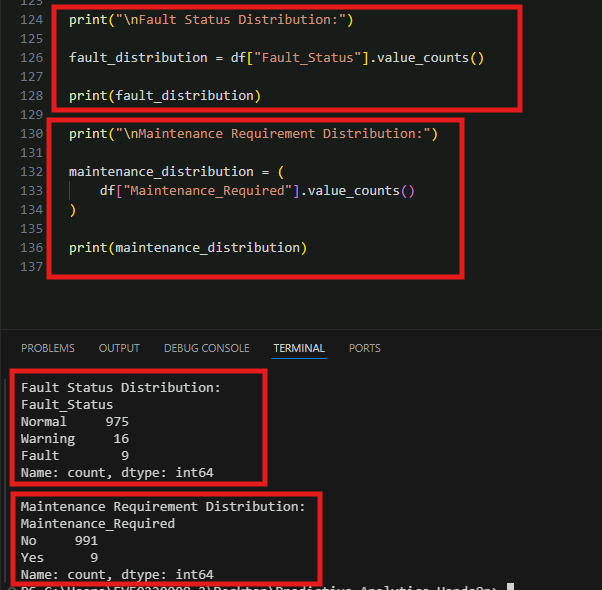 123
124 print("\nFault Status Distribution:")
125
126 fault_distribution = df["Fault_Status"].value_counts()
127
128 print(fault_distribution)
129
130 print("\nMaintenance Requirement Distribution:")
131
132 maintenance_distribution = (
133     df["Maintenance_Required"].value_counts()
134 )
135
136 print(maintenance_distribution)
137
PROBLEMS OUTPUT DEBUG CONSOLE TERMINAL PORTS
Fault Status Distribution:
Fault_Status
Normal     975
Warning     16
Fault        9
Name: count, dtype: int64
Maintenance Requirement Distribution:
Maintenance_Required
No     991
Yes      9
Name: count, dtype: int64